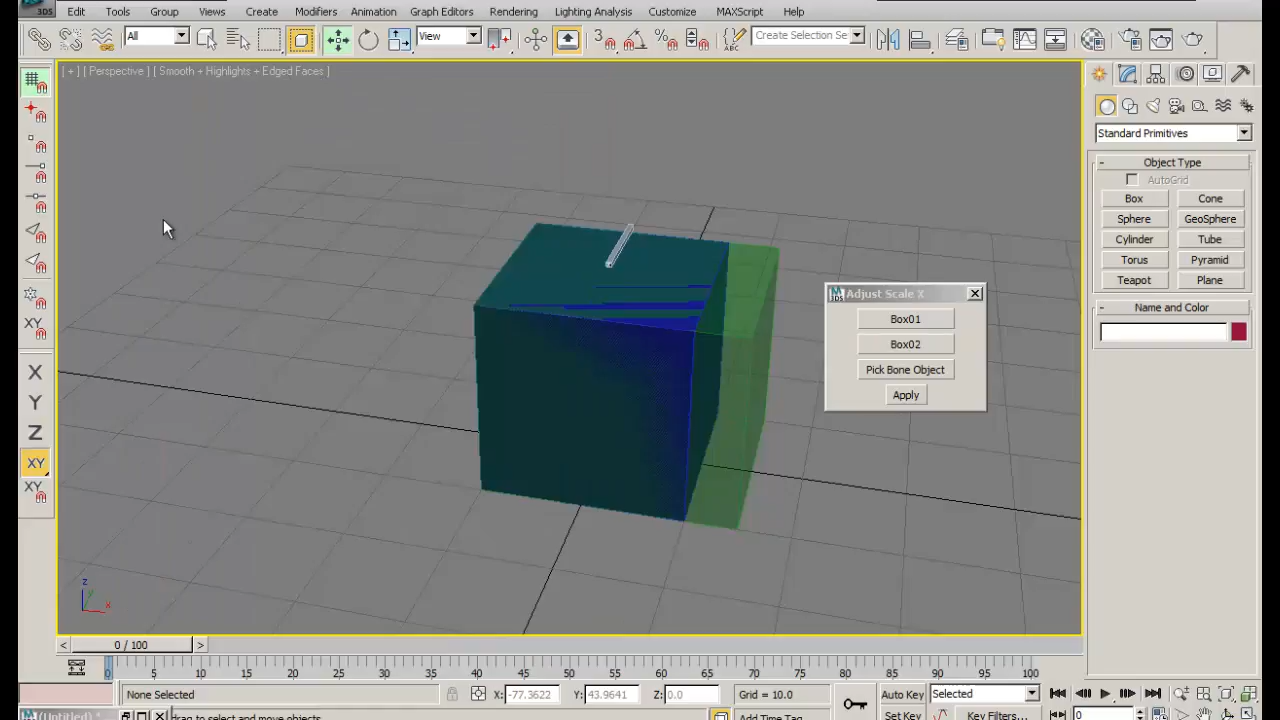 3DS
Edit Tools Group Views Create Modifiers Animation Graph Editors Rendering Lighting Analysis Customize MAXScript Help
All View 3 % ABC Create Selection Se
[ + ] [ Perspective ] [ Smooth + Highlights + Edged Faces ]
Standard Primitives
- Object Type
AutoGrid
Box Cone
Sphere GeoSphere
Cylinder Tube
Torus Pyramid
Teapot Plane
- Name and Color
Adjust Scale X
Box01
Box02
Pick Bone Object
Apply
XY
X
Y
Z
XY
XY
z
y
x
< 0 / 100 >
0 5 10 15 20 25 30 35 40 45 50 55 60 65 70 75 80 85 90 95 100
None Selected X: -77.3622 Y: 43.9641 Z: 0.0 Grid = 10.0 Auto Key Selected
(Untitled) * drag to select and move objects Add Time Tag Set Key Key Filters... 0